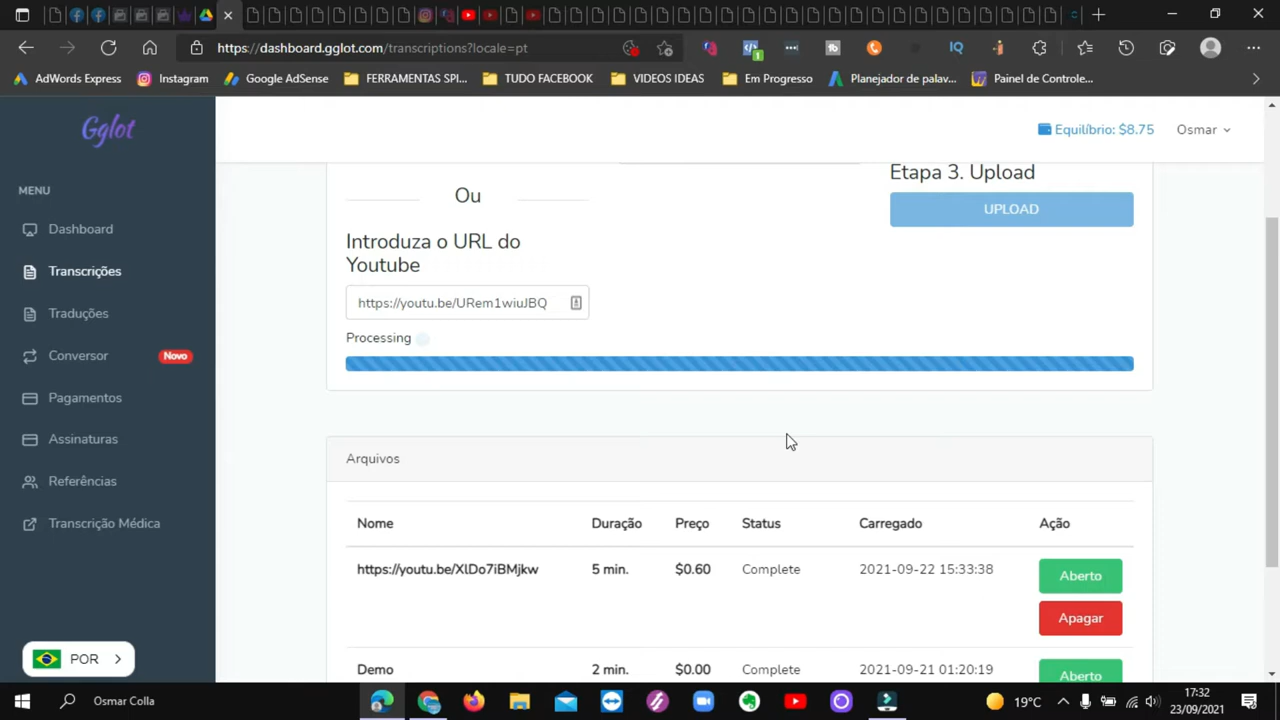 https://dashboard.gglot.com/transcriptions?locale=pt
1
IQ
AdWords Express
Instagram
Google AdSense
FERRAMENTAS SPI...
TUDO FACEBOOK
VIDEOS IDEAS
Em Progresso
Planejador de palav...
Painel de Controle...
Gglot
Equilíbrio: $8.75
Osmar
MENU
Dashboard
Transcrições
Traduções
Conversor
Novo
Pagamentos
Assinaturas
Referências
Transcrição Médica
POR
Etapa 3. Upload
UPLOAD
Ou
Introduza o URL do
Youtube
https://youtu.be/URem1wiuJBQ
Processing
Arquivos
Nome Duração Preço Status Carregado Ação
https://youtu.be/XlDo7iBMjkw 5 min. $0.60 Complete 2021-09-22 15:33:38 Aberto
Apagar
Demo 2 min. $0.00 Complete 2021-09-21 01:20:19 Aberto
Osmar Colla
19°C
17:32
23/09/2021